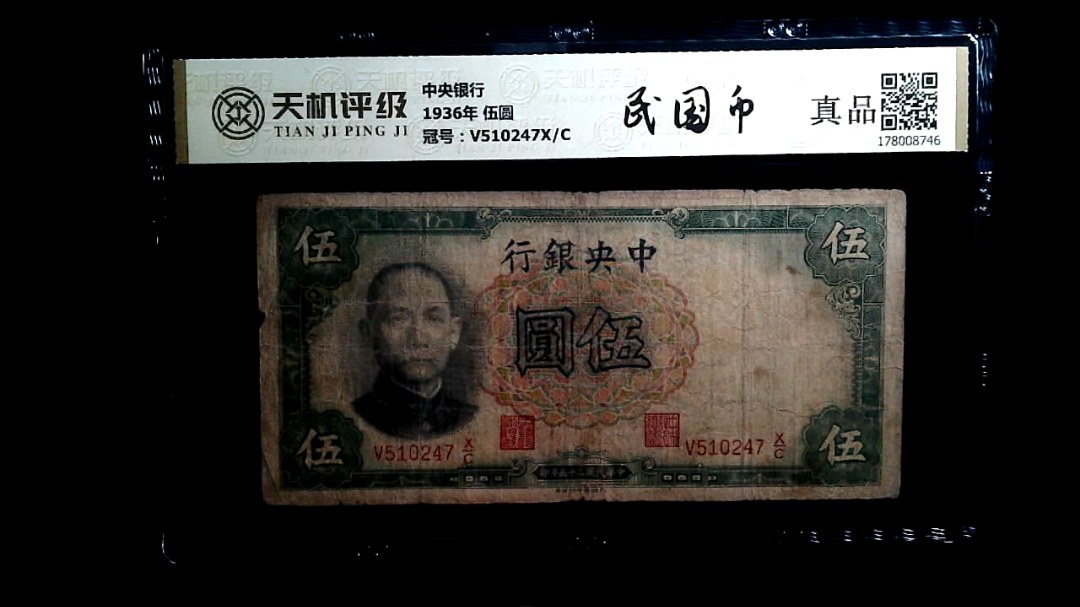 天机评级
TIAN JI PING JI
中央银行
1936年 伍圆
冠号：V510247X/C
民国币
真品
178008746
伍
行銀央中
伍
圓伍
伍
V510247 X/C
V510247 X/C
伍